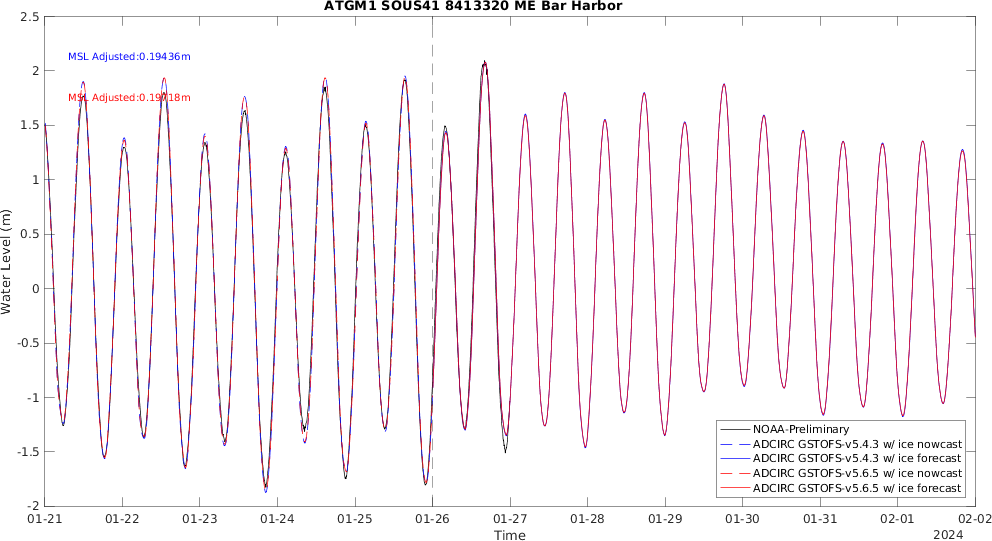 ATGM1 SOUS41 8413320 ME Bar Harbor
2.5
2
1.5
1
0.5
0
-0.5
-1
-1.5
-2
Water Level (m)
MSL Adjusted:0.19436m
MSL
NOAA-Preliminary
ADCIRC GSTOFS-v5.4.3 w/ ice nowcast
ADCIRC GSTOFS-v5.4.3 w/ ice forecast
ADCIRC GSTOFS-v5.6.5 w/ ice nowcast
ADCIRC GSTOFS-v5.6.5 w/ ice forecast
01-21 01-22 01-23 01-24 01-25 01-26 01-27 01-28 01-29 01-30 01-31 02-01 02-02
Time
2024